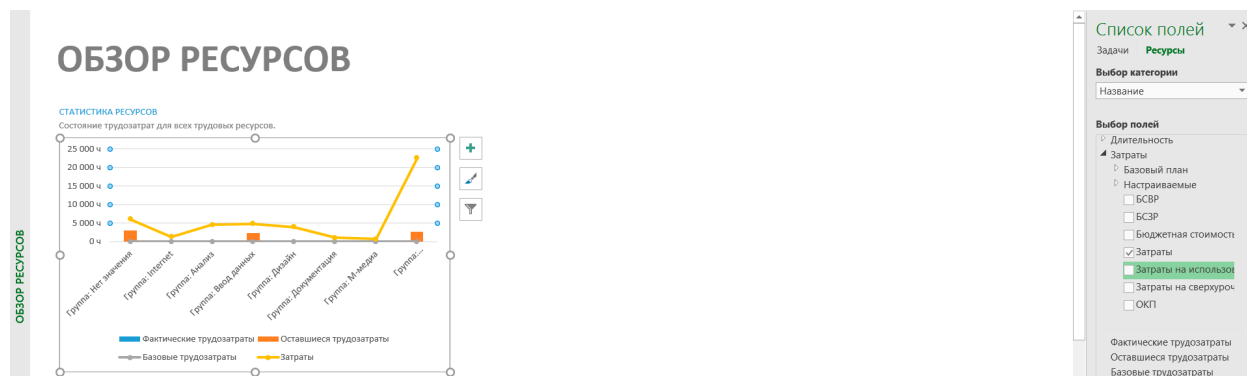 ОБЗОР РЕСУРСОВ
ОБЗОР РЕСУРСОВ
СТАТИСТИКА РЕСУРСОВ
Состояние трудозатрат для всех трудовых ресурсов.
25 000 ч
20 000 ч
15 000 ч
10 000 ч
5 000 ч
0 ч
Группа: Нет значения
Группа: Internet
Группа: Анализ
Группа: Ввод данных
Группа: Дизайн
Группа: Документация
Группа: М-медиа
Группа:...
Фактические трудозатраты
Оставшиеся трудозатраты
Базовые трудозатраты
Затраты
Список полей
Задачи Ресурсы
Выбор категории
Название
Выбор полей
Длительность
Затраты
Базовый план
Настраиваемые
БСВР
БСЗР
Бюджетная стоимость
Затраты
Затраты на использов
Затраты на сверхуроч
ОКП
Фактические трудозатраты
Оставшиеся трудозатраты
Базовые трудозатраты